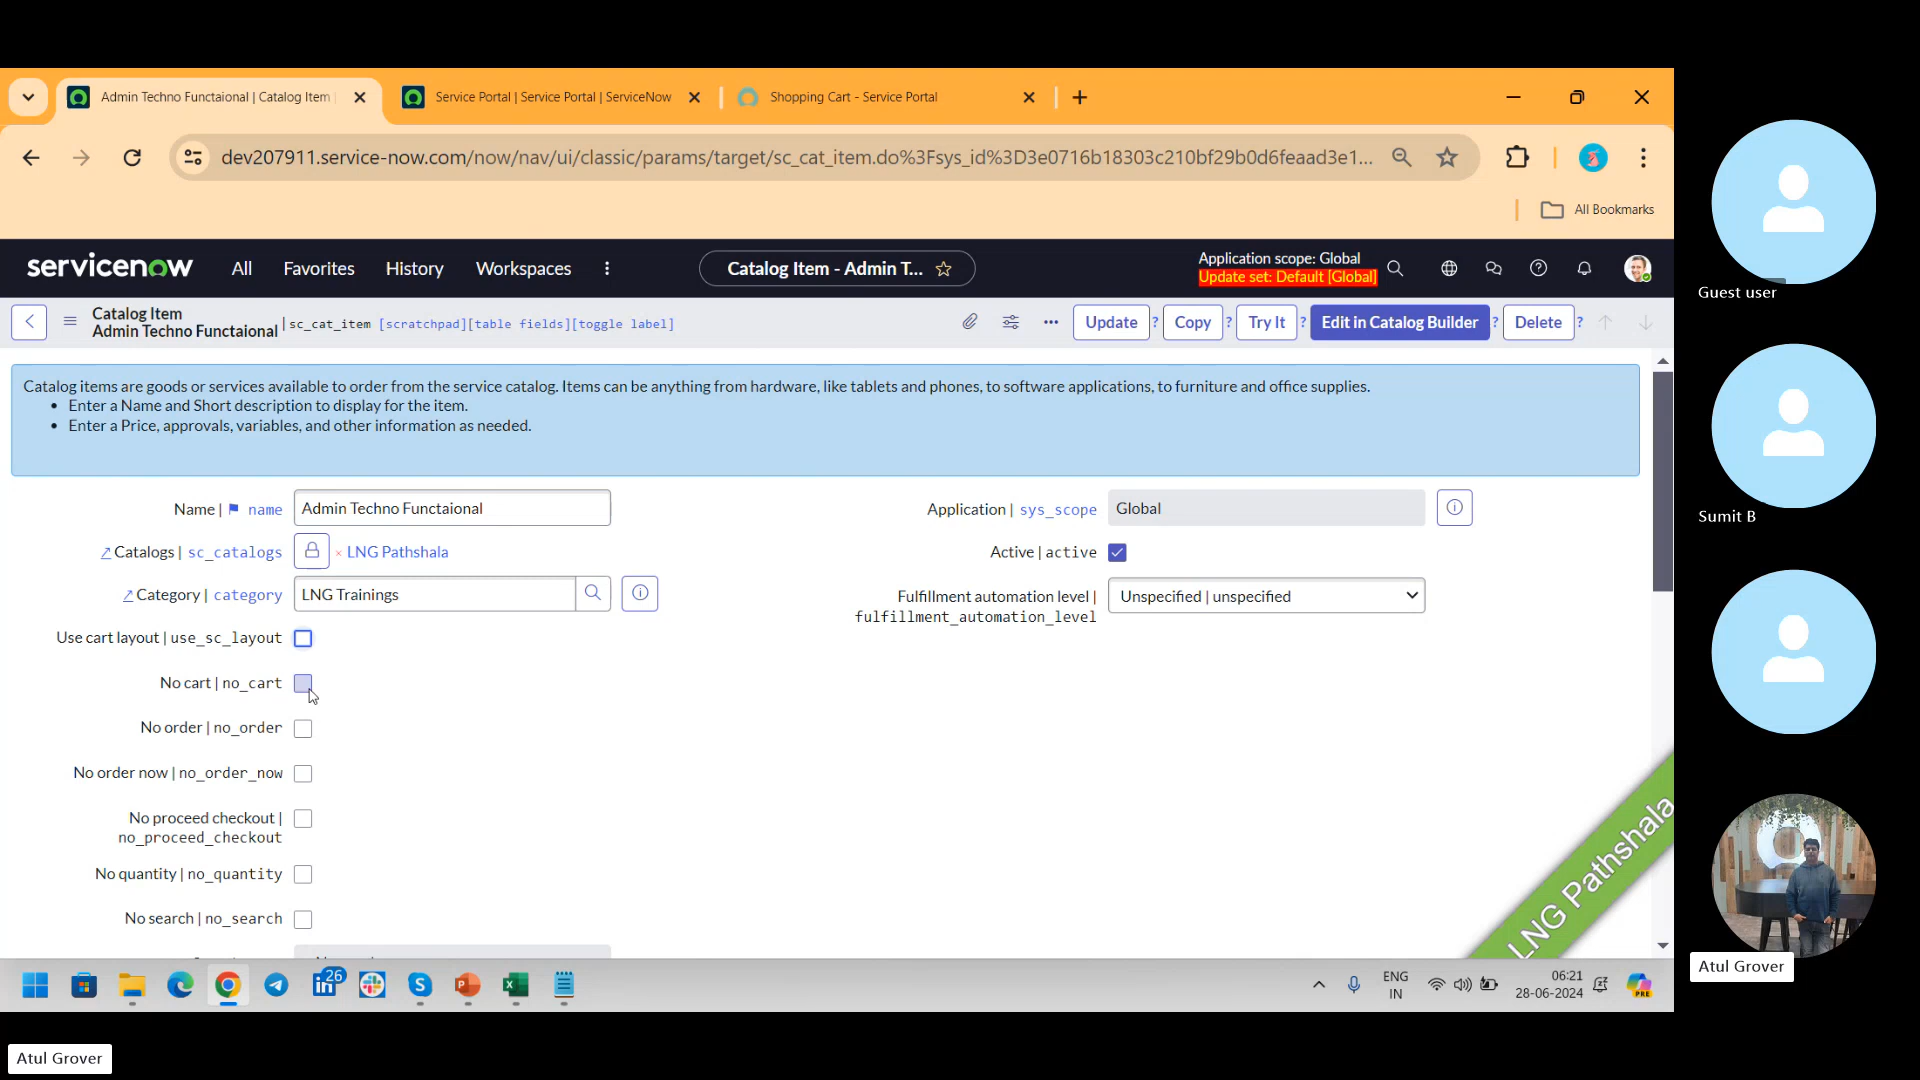 Admin Techno Functaional | Catalog Item
Service Portal | Service Portal | ServiceNow
Shopping Cart - Service Portal
dev207911.service-now.com/now/nav/ui/classic/params/target/sc_cat_item.do%3Fsys_id%3D3e0716b18303c210bf29b0d6feaad3e1...
All Bookmarks
servicenow
All
Favorites
History
Workspaces
Catalog Item - Admin T...
Application scope: Global
Update set: Default [Global]
Catalog Item
Admin Techno Functaional
|sc_cat_item [scratchpad][table fields][toggle label]
Update ?
Copy ?
Try It ?
Edit in Catalog Builder ?
Delete ?
Catalog items are goods or services available to order from the service catalog. Items can be anything from hardware, like tablets and phones, to software applications, to furniture and office supplies.
• Enter a Name and Short description to display for the item.
• Enter a Price, approvals, variables, and other information as needed.
Name | name
Admin Techno Functaional
Application | sys_scope
Global
Catalogs | sc_catalogs
× LNG Pathshala
Active | active
Category | category
LNG Trainings
Fulfillment automation level |
fulfillment_automation_level
Unspecified | unspecified
Use cart layout | use_sc_layout
No cart | no_cart
No order | no_order
No order now | no_order_now
No proceed checkout |
no_proceed_checkout
No quantity | no_quantity
No search | no_search
LNG Pathshala
26
ENG
IN
06:21
28-06-2024
PRE
Guest user
Sumit B
Atul Grover
Atul Grover